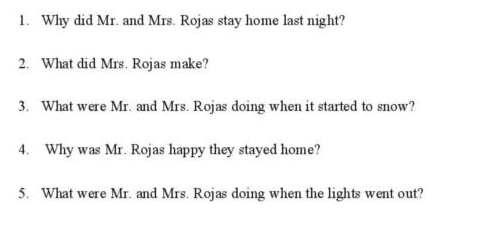 1. Why did Mr. and Mrs. Rojas stay home last night?
2. What did Mrs. Rojas make?
3. What were Mr. and Mrs. Rojas doing when it started to snow?
4. Why was Mr. Rojas happy they stayed home?
5. What were Mr. and Mrs. Rojas doing when the lights went out?